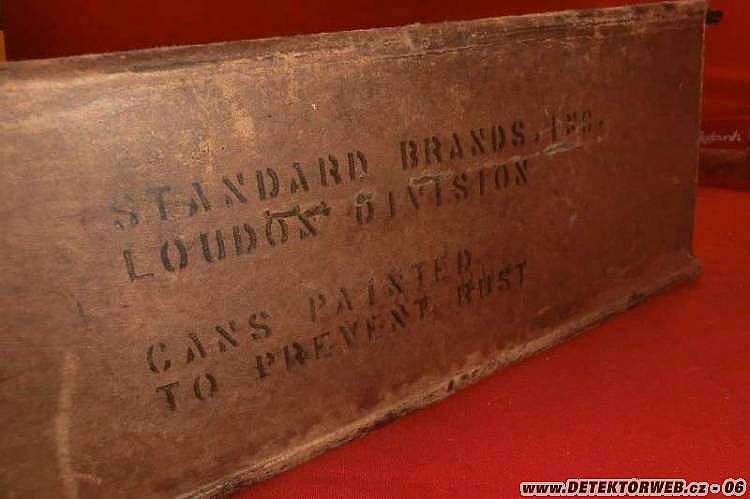 STANDARD BRANDS, INC.
LOUDON DIVISION
CANS PAINTED
TO PREVENT RUST
www.DETEKTORWEB.cz - 06